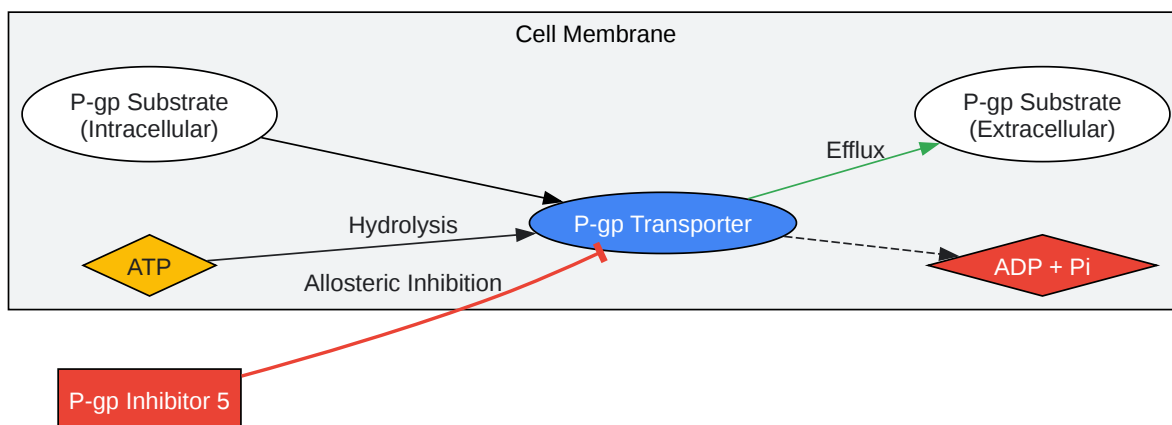 Cell Membrane
P-gp Substrate
(Intracellular)
P-gp Substrate
(Extracellular)
Efflux
Hydrolysis
P-gp Transporter
ATP
ADP + Pi
Allosteric Inhibition
P-gp Inhibitor 5